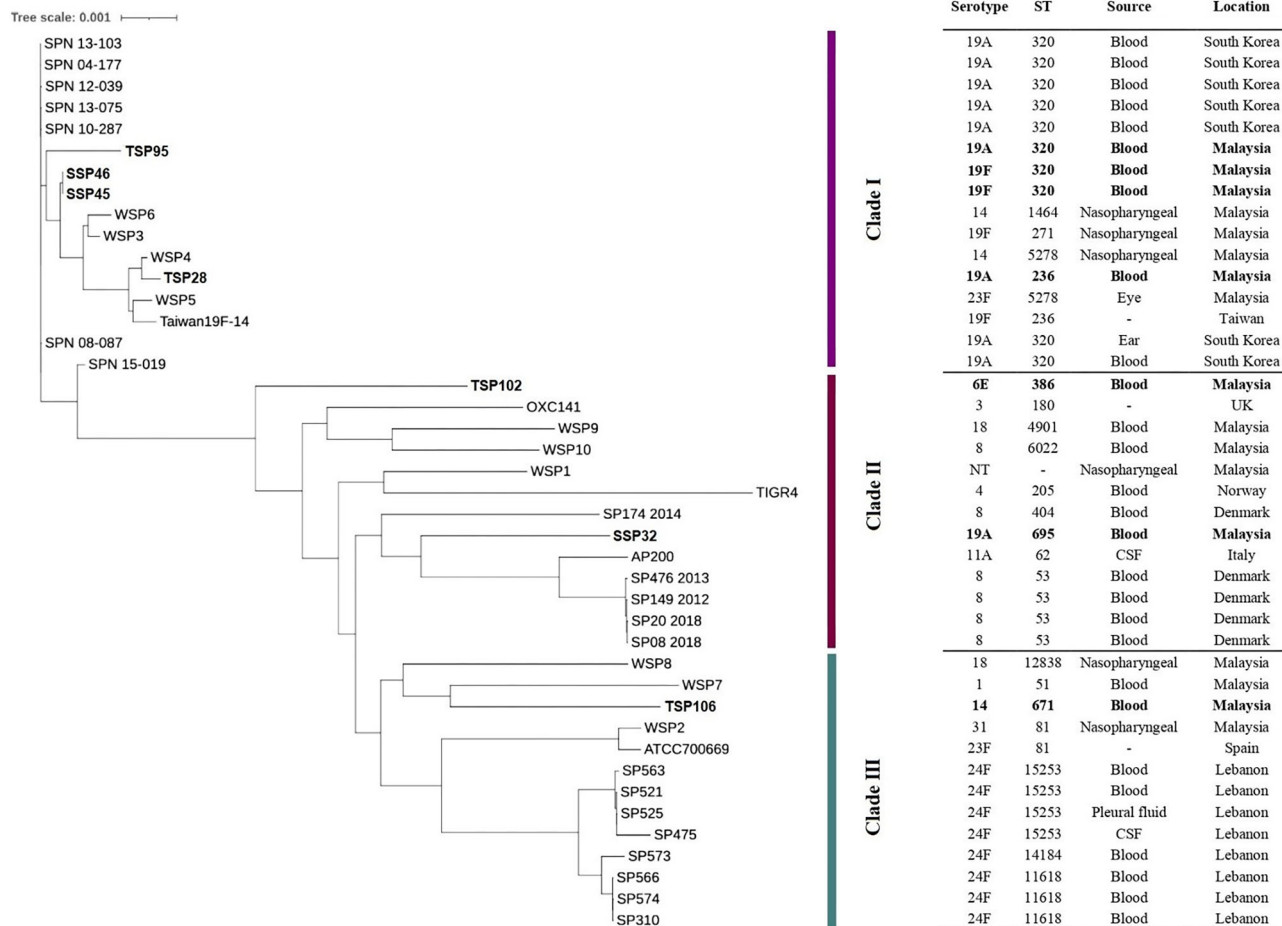 Tree scale: 0.001
Serotype ST Source Location
SPN 13-103 19A 320 Blood South Korea
SPN 04-177 19A 320 Blood South Korea
SPN 12-039 19A 320 Blood South Korea
SPN 13-075 19A 320 Blood South Korea
SPN 10-287 19A 320 Blood South Korea
TSP95 19A 320 Blood Malaysia
SSP46 19F 320 Blood Malaysia
SSP45 19F 320 Blood Malaysia
WSP6 14 1464 Nasopharyngeal Malaysia
WSP3 19F 271 Nasopharyngeal Malaysia
WSP4 14 5278 Nasopharyngeal Malaysia
TSP28 19A 236 Blood Malaysia
WSP5 23F 5278 Eye Malaysia
Taiwan19F-14 19F 236 - Taiwan
SPN 08-087 19A 320 Ear South Korea
SPN 15-019 19A 320 Blood South Korea
Clade I
TSP102 6E 386 Blood Malaysia
OXC141 3 180 - UK
WSP9 18 4901 Blood Malaysia
WSP10 8 6022 Blood Malaysia
WSP1 NT - Nasopharyngeal Malaysia
TIGR4 4 205 Blood Norway
SP174 2014 8 404 Blood Denmark
SSP32 19A 695 Blood Malaysia
AP200 11A 62 CSF Italy
SP476 2013 8 53 Blood Denmark
SP149 2012 8 53 Blood Denmark
SP20 2018 8 53 Blood Denmark
SP08 2018 8 53 Blood Denmark
Clade II
WSP8 18 12838 Nasopharyngeal Malaysia
WSP7 1 51 Blood Malaysia
TSP106 14 671 Blood Malaysia
WSP2 31 81 Nasopharyngeal Malaysia
ATCC700669 23F 81 - Spain
SP563 24F 15253 Blood Lebanon
SP521 24F 15253 Blood Lebanon
SP525 24F 15253 Pleural fluid Lebanon
SP475 24F 15253 CSF Lebanon
SP573 24F 14184 Blood Lebanon
SP566 24F 11618 Blood Lebanon
SP574 24F 11618 Blood Lebanon
SP310 24F 11618 Blood Lebanon
Clade III